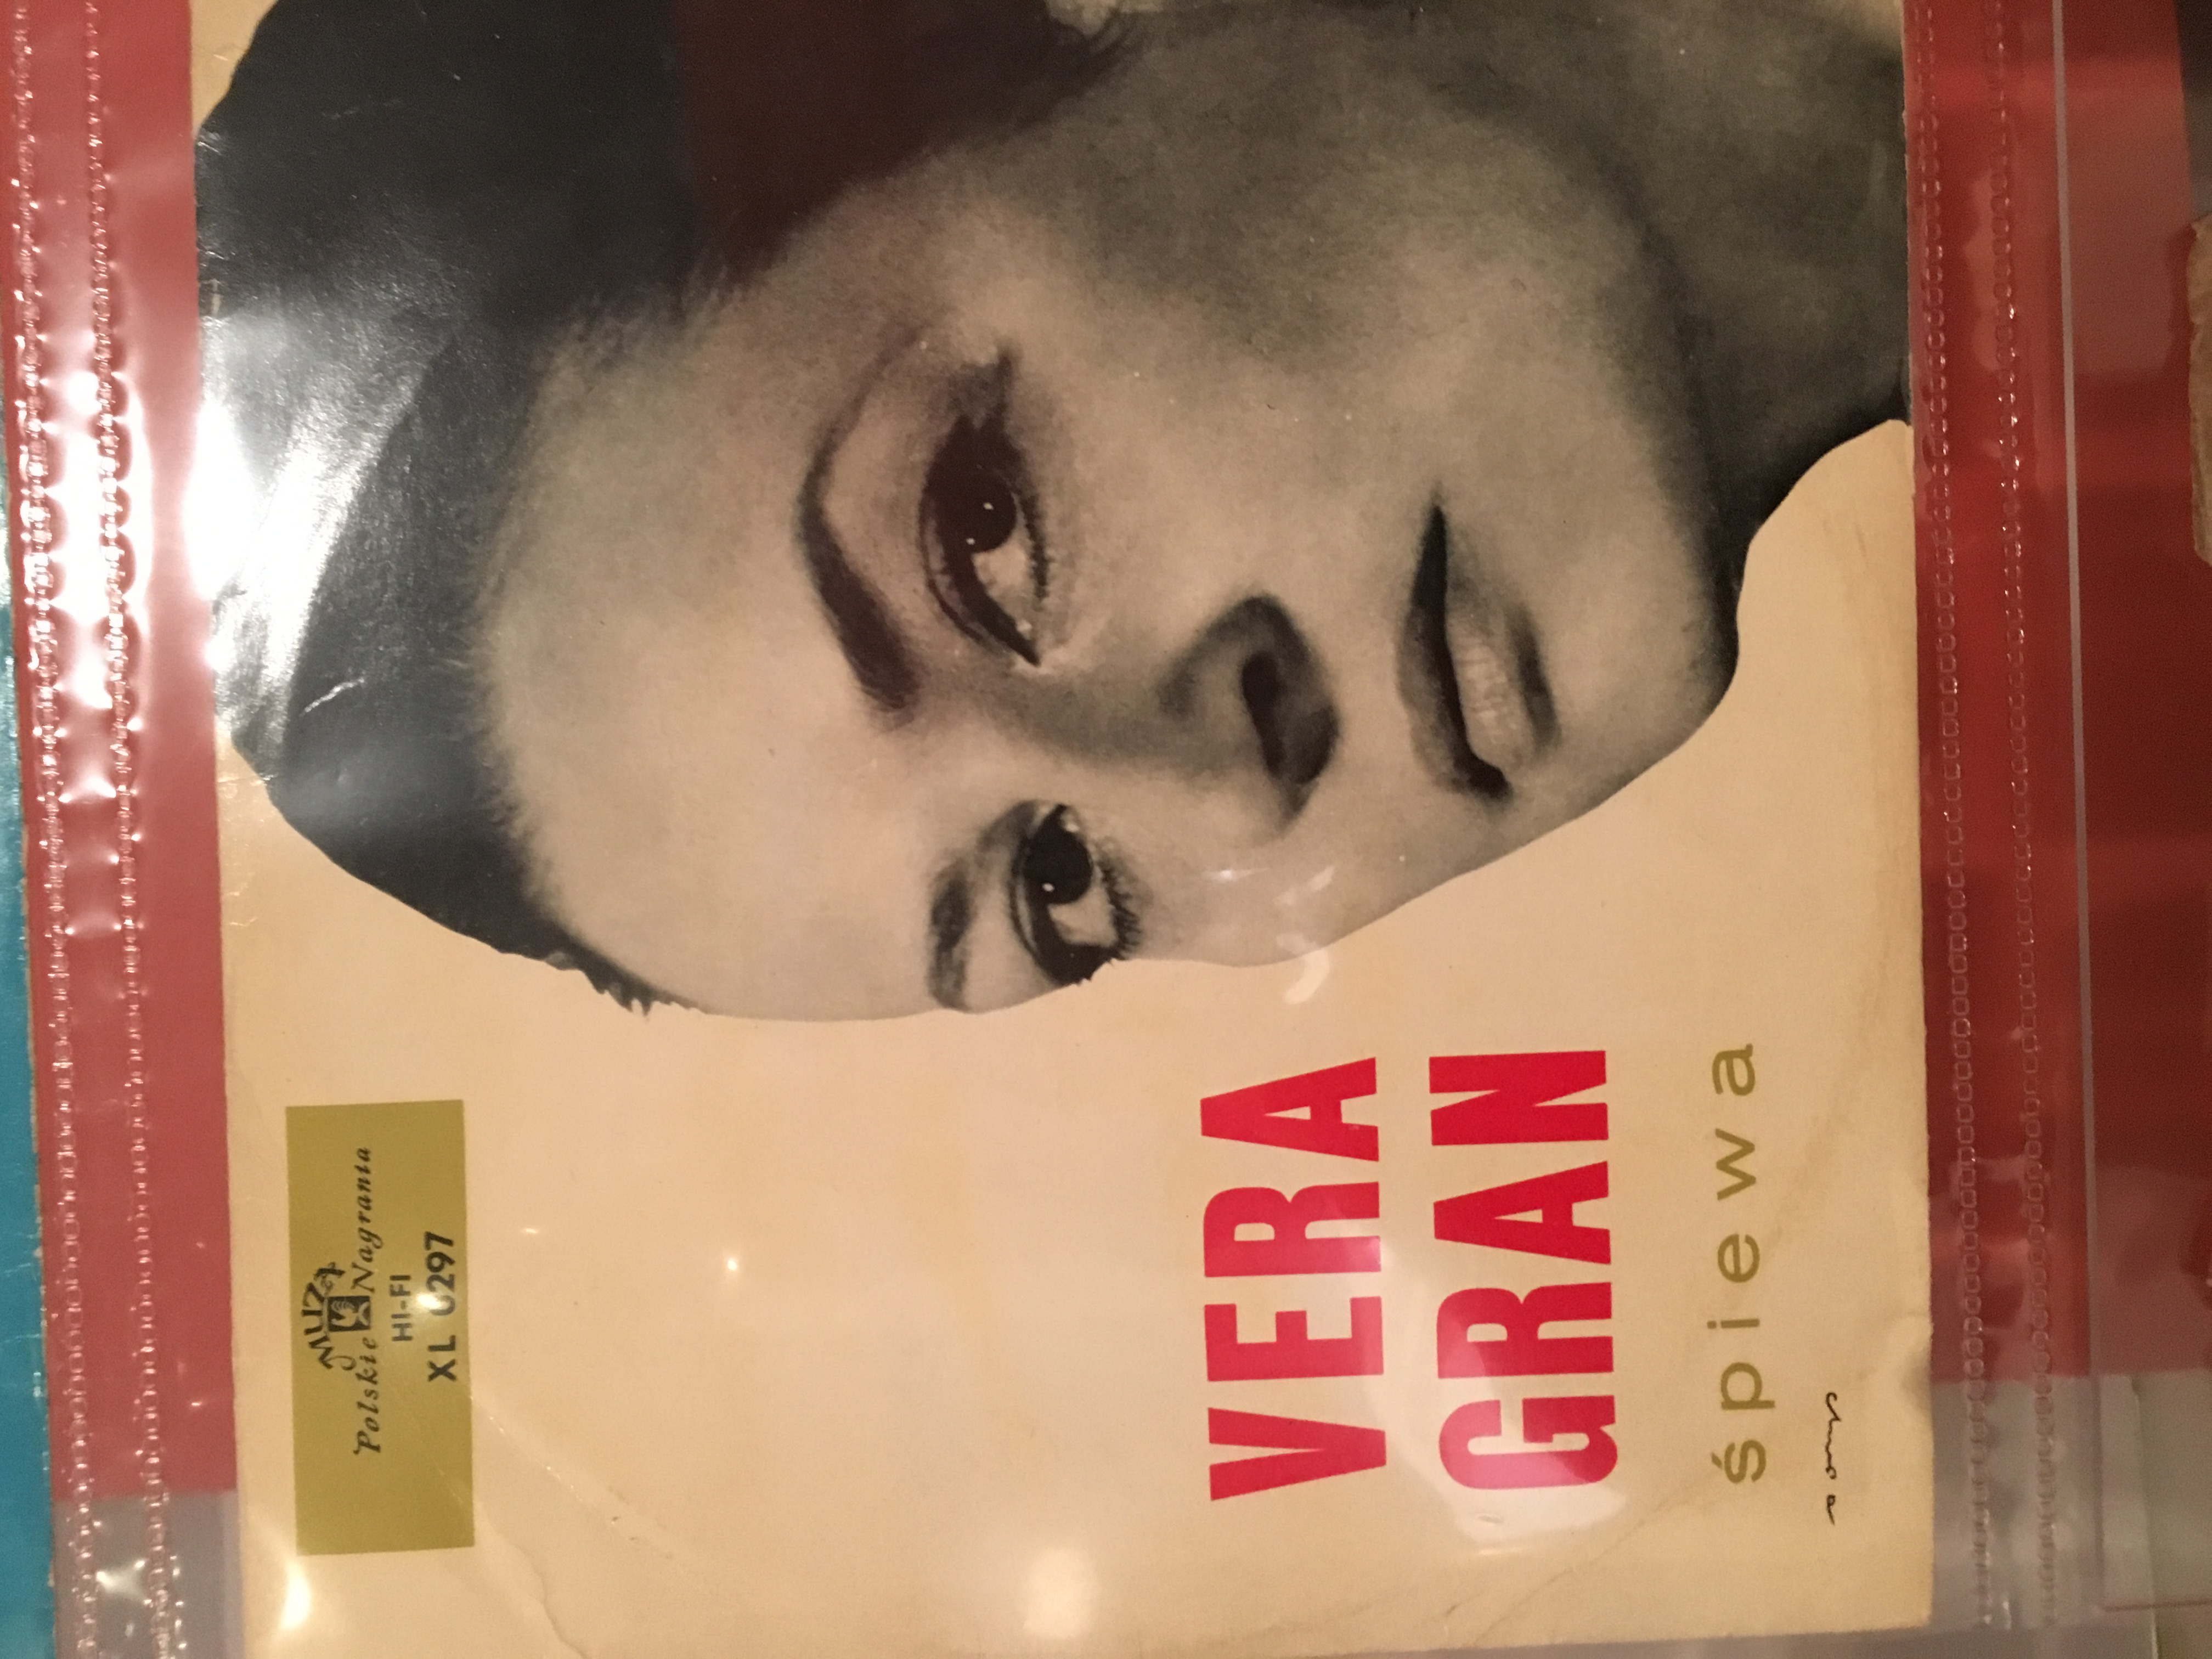 MUZA
Polskie Nagrania
HI-FI
XL 0297
VERA
GRAN
śpiewa